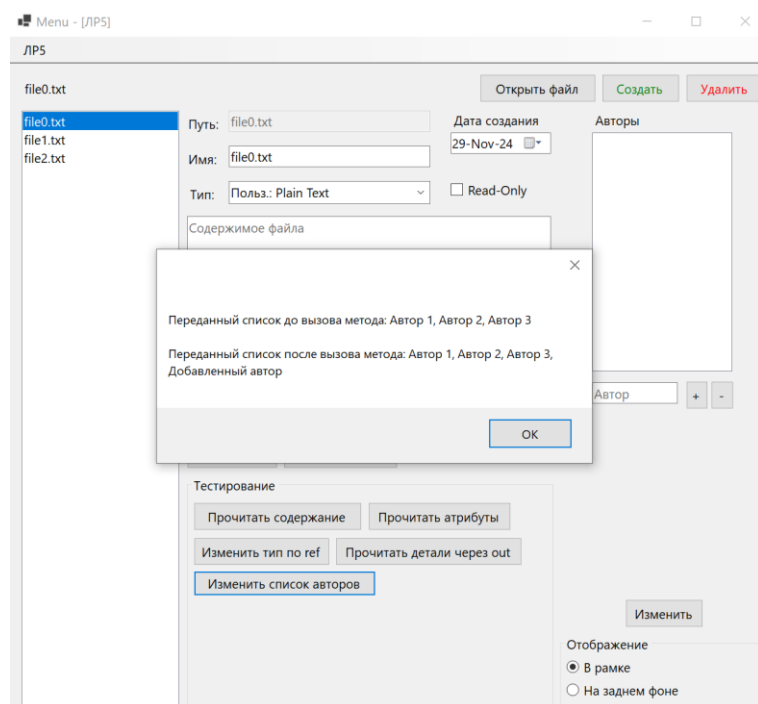 Menu - [ЛР5]
ЛР5
file0.txt
Открыть файл
Создать
Удалить
file0.txt
file1.txt
file2.txt
Путь:
file0.txt
Дата создания
Авторы
29-Nov-24
Имя:
file0.txt
Тип:
Польз.: Plain Text
Read-Only
Содержимое файла
Переданный список до вызова метода: Автор 1, Автор 2, Автор 3
Переданный список после вызова метода: Автор 1, Автор 2, Автор 3,
Добавленный автор
OK
Автор
+
-
Тестирование
Прочитать содержание
Прочитать атрибуты
Изменить тип по ref
Прочитать детали через out
Изменить список авторов
Изменить
Отображение
В рамке
На заднем фоне